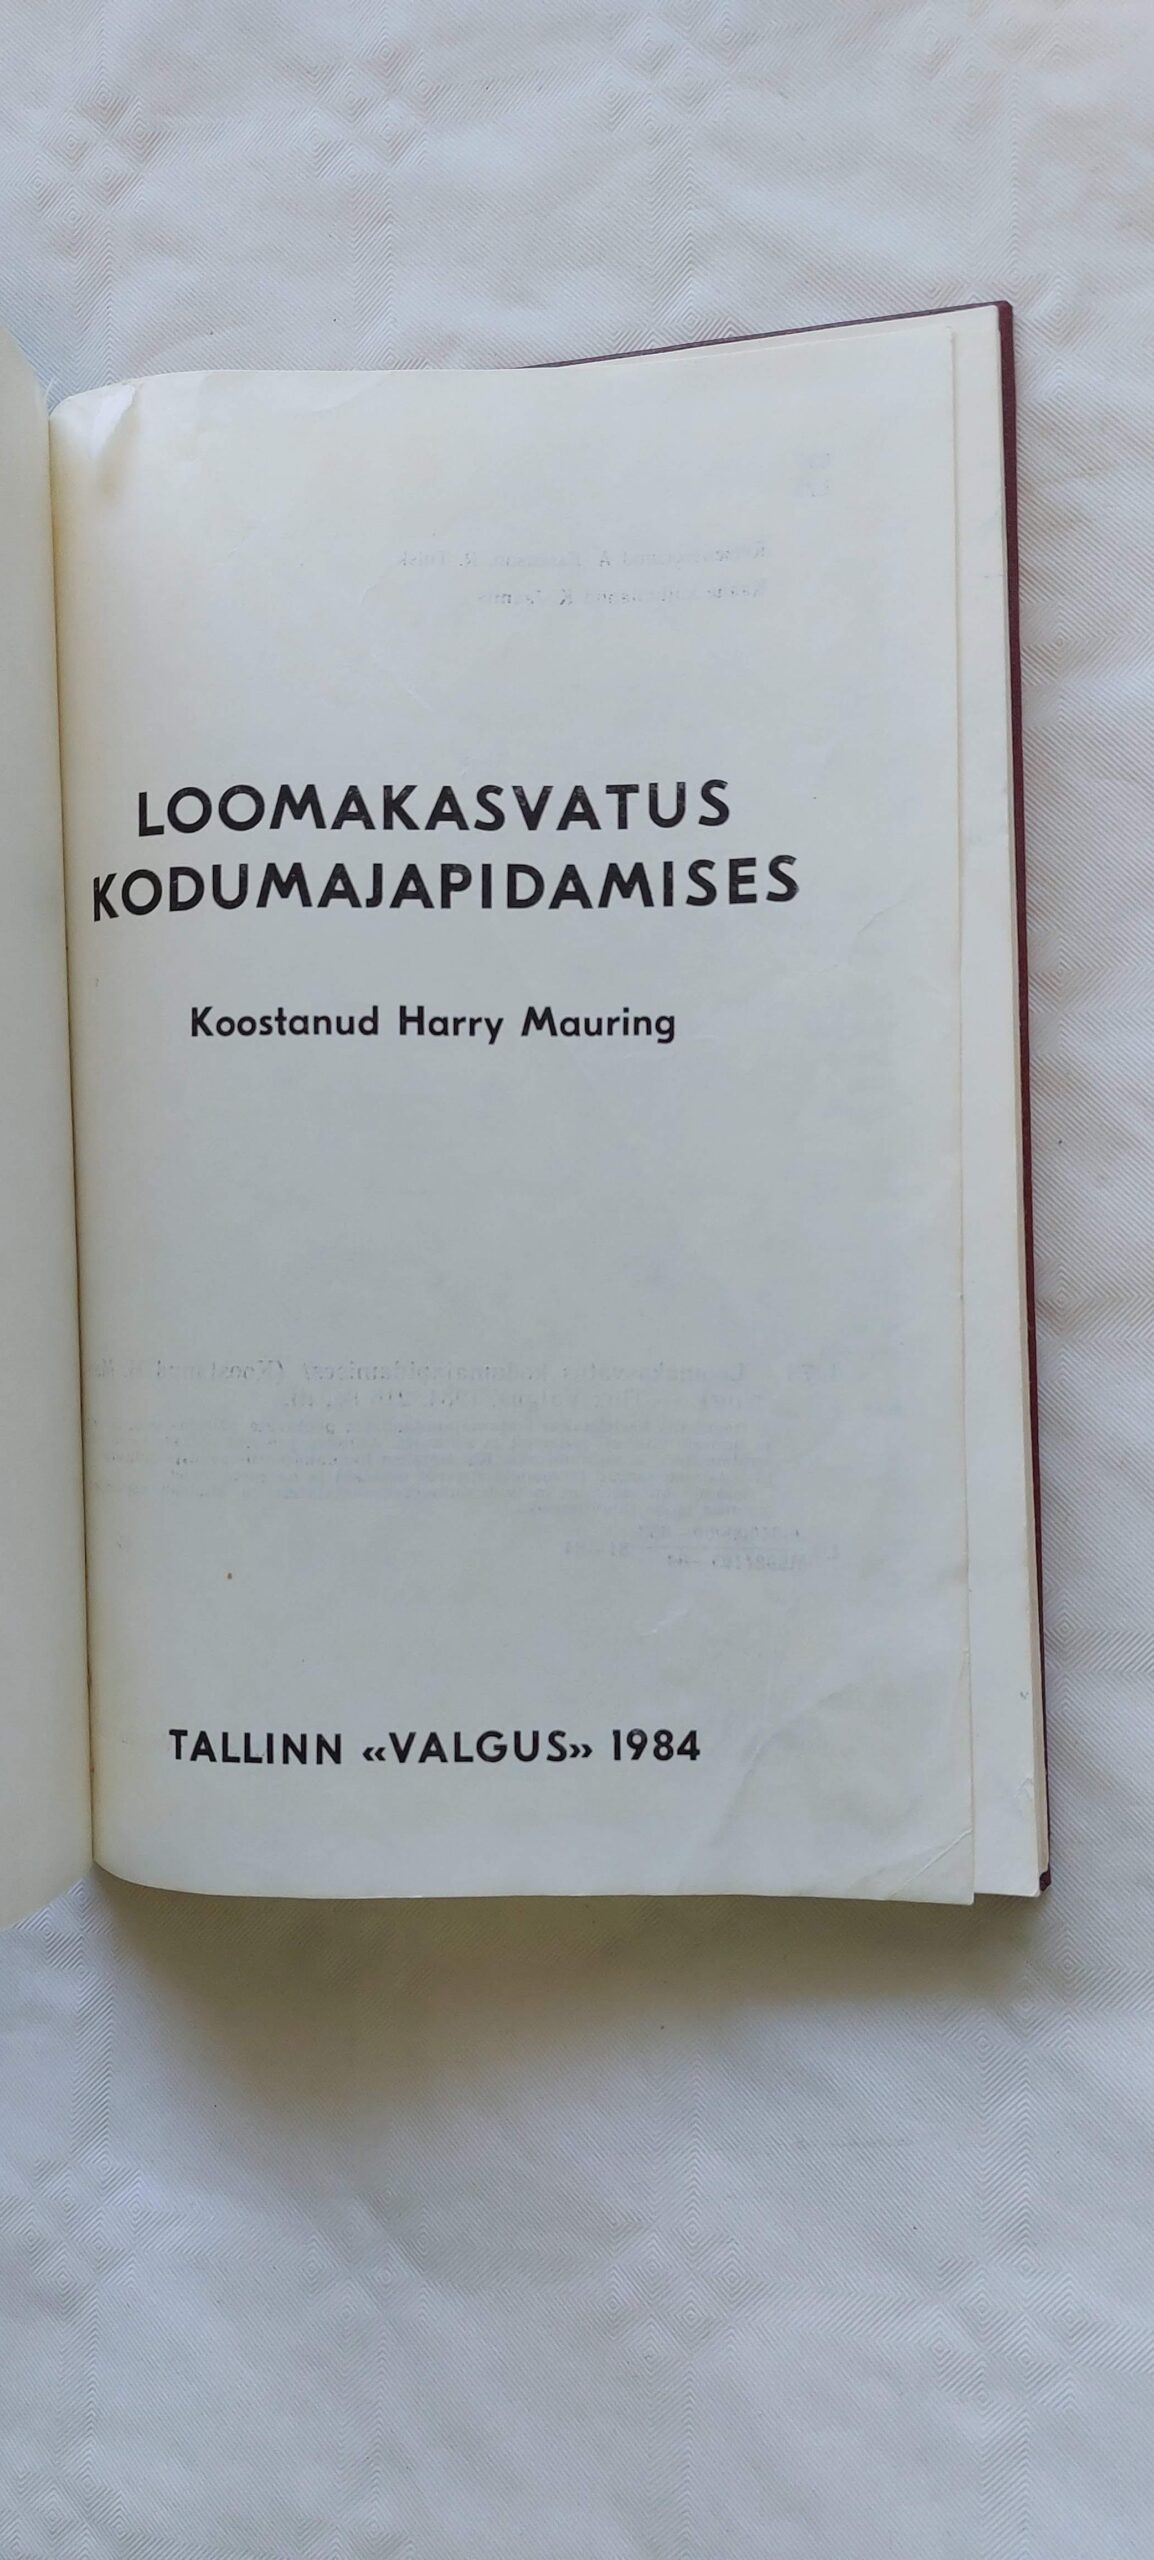 LOOMAKASVATUS
KODUMAJAPIDAMISES
Koostanud Harry Mauring
TALLINN «VALGUS» 1984